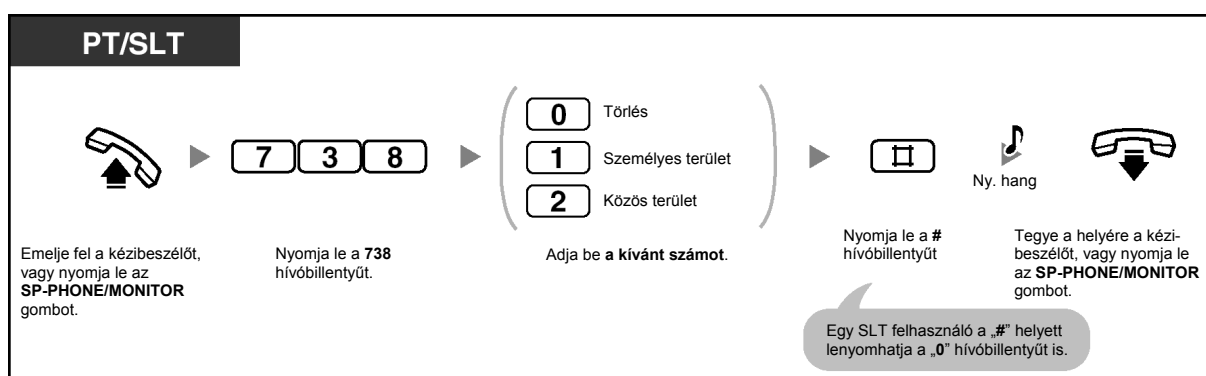 PT/SLT
7 3 8
0 Törlés
1 Személyes terület
2 Közös terület
#
Ny. hang
Emelje fel a kézibeszélőt,
vagy nyomja le az
SP-PHONE/MONITOR
gombot.
Nyomja le a 738
hívóbillentyűt.
Adja be a kívánt számot.
Nyomja le a #
hívóbillentyűt
Tegye a helyére a kézi-
beszélőt, vagy nyomja le
az SP-PHONE/MONITOR
gombot.
Egy SLT felhasználó a „#” helyett
lenyomhatja a „0” hívóbillentyűt is.